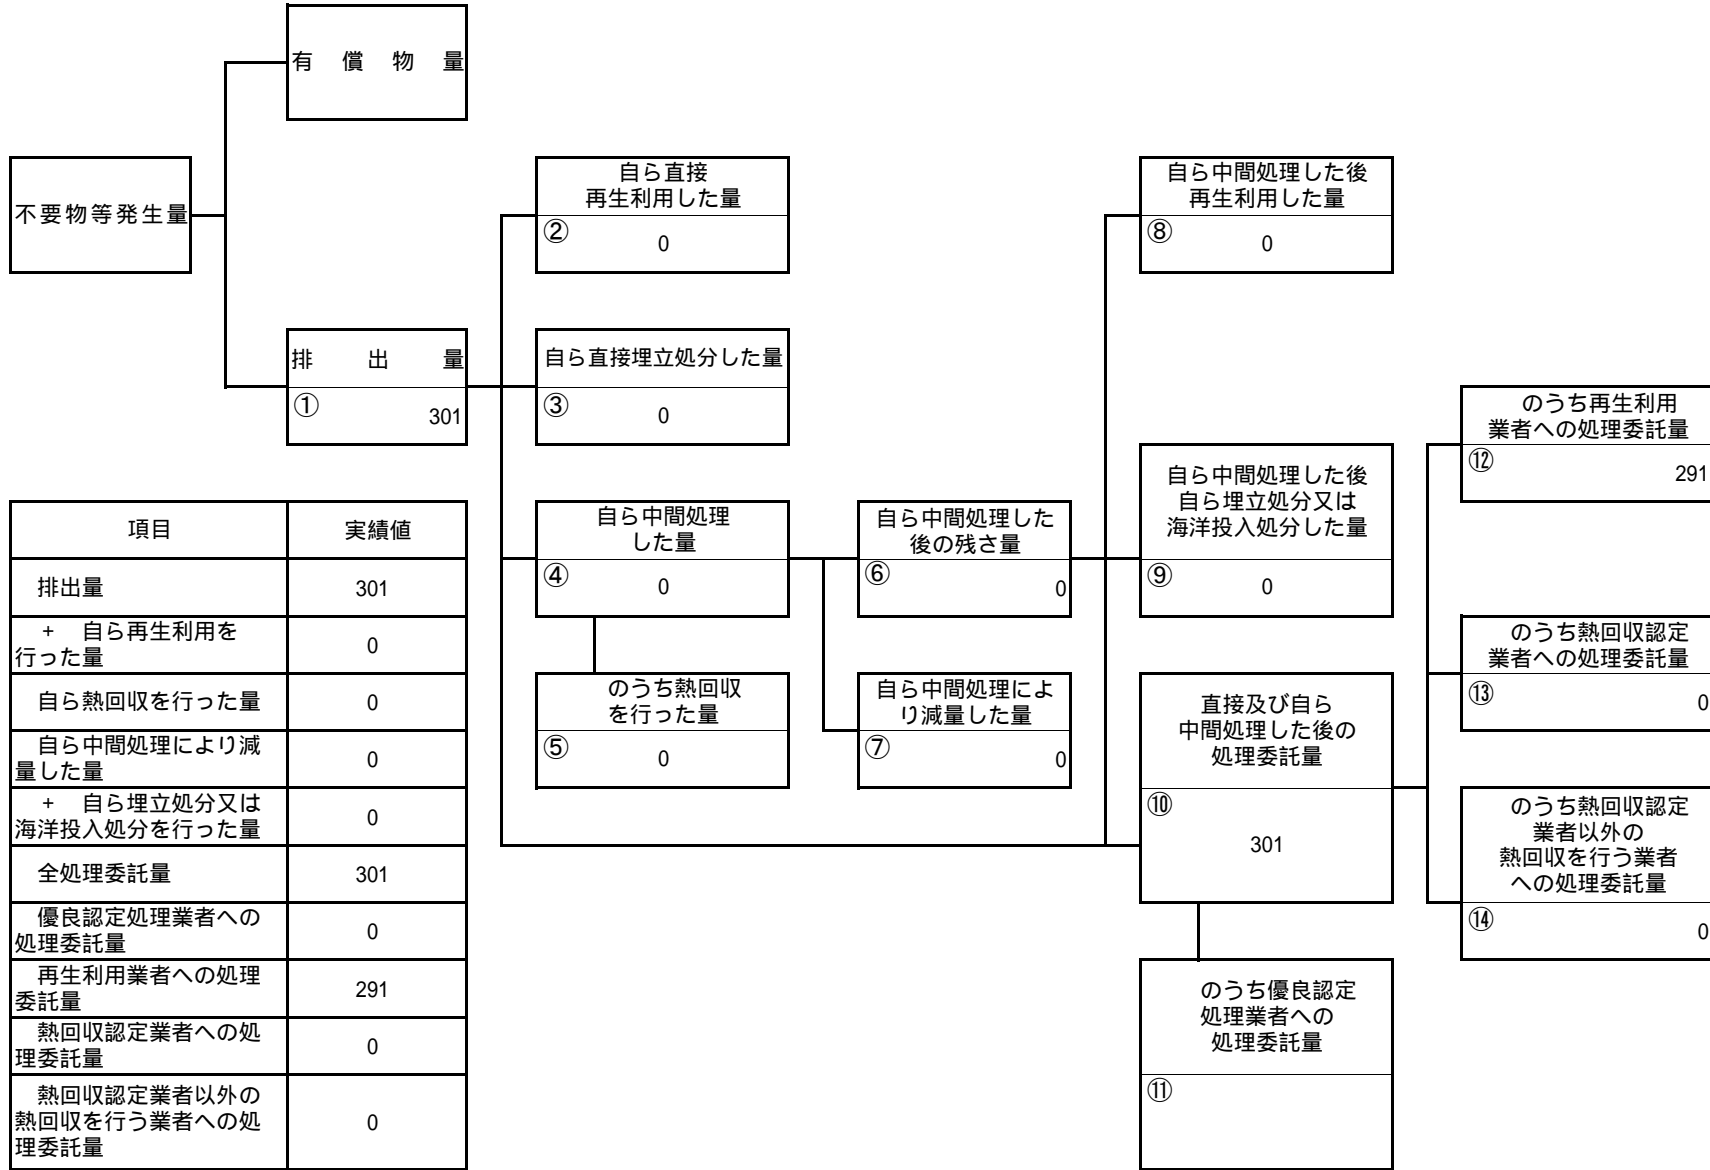 有 償 物 量
不要物等発生量
排 出 量
①
301
自ら直接
再生利用した量
②
0
自ら直接埋立処分した量
③
0
自ら中間処理
した量
④
0
のうち熱回収
を行った量
⑤
0
自ら中間処理した
後の残さ量
⑥
0
自ら中間処理によ
り減量した量
⑦
0
自ら中間処理した後
再生利用した量
⑧
0
自ら中間処理した後
自ら埋立処分又は
海洋投入処分した量
⑨
0
直接及び自ら
中間処理した後の
処理委託量
⑩
301
のうち優良認定
処理業者への
処理委託量
⑪
のうち再生利用
業者への処理委託量
⑫
291
のうち熱回収認定
業者への処理委託量
⑬
0
のうち熱回収認定
業者以外の
熱回収を行う業者
への処理委託量
⑭
0
項目 実績値
排出量 301
+ 自ら再生利用を
行った量 0
自ら熱回収を行った量 0
自ら中間処理により減
量した量 0
+ 自ら埋立処分又は
海洋投入処分を行った量 0
全処理委託量 301
優良認定処理業者への
処理委託量 0
再生利用業者への処理
委託量 291
熱回収認定業者への処
理委託量 0
熱回収認定業者以外の
熱回収を行う業者への処
理委託量 0